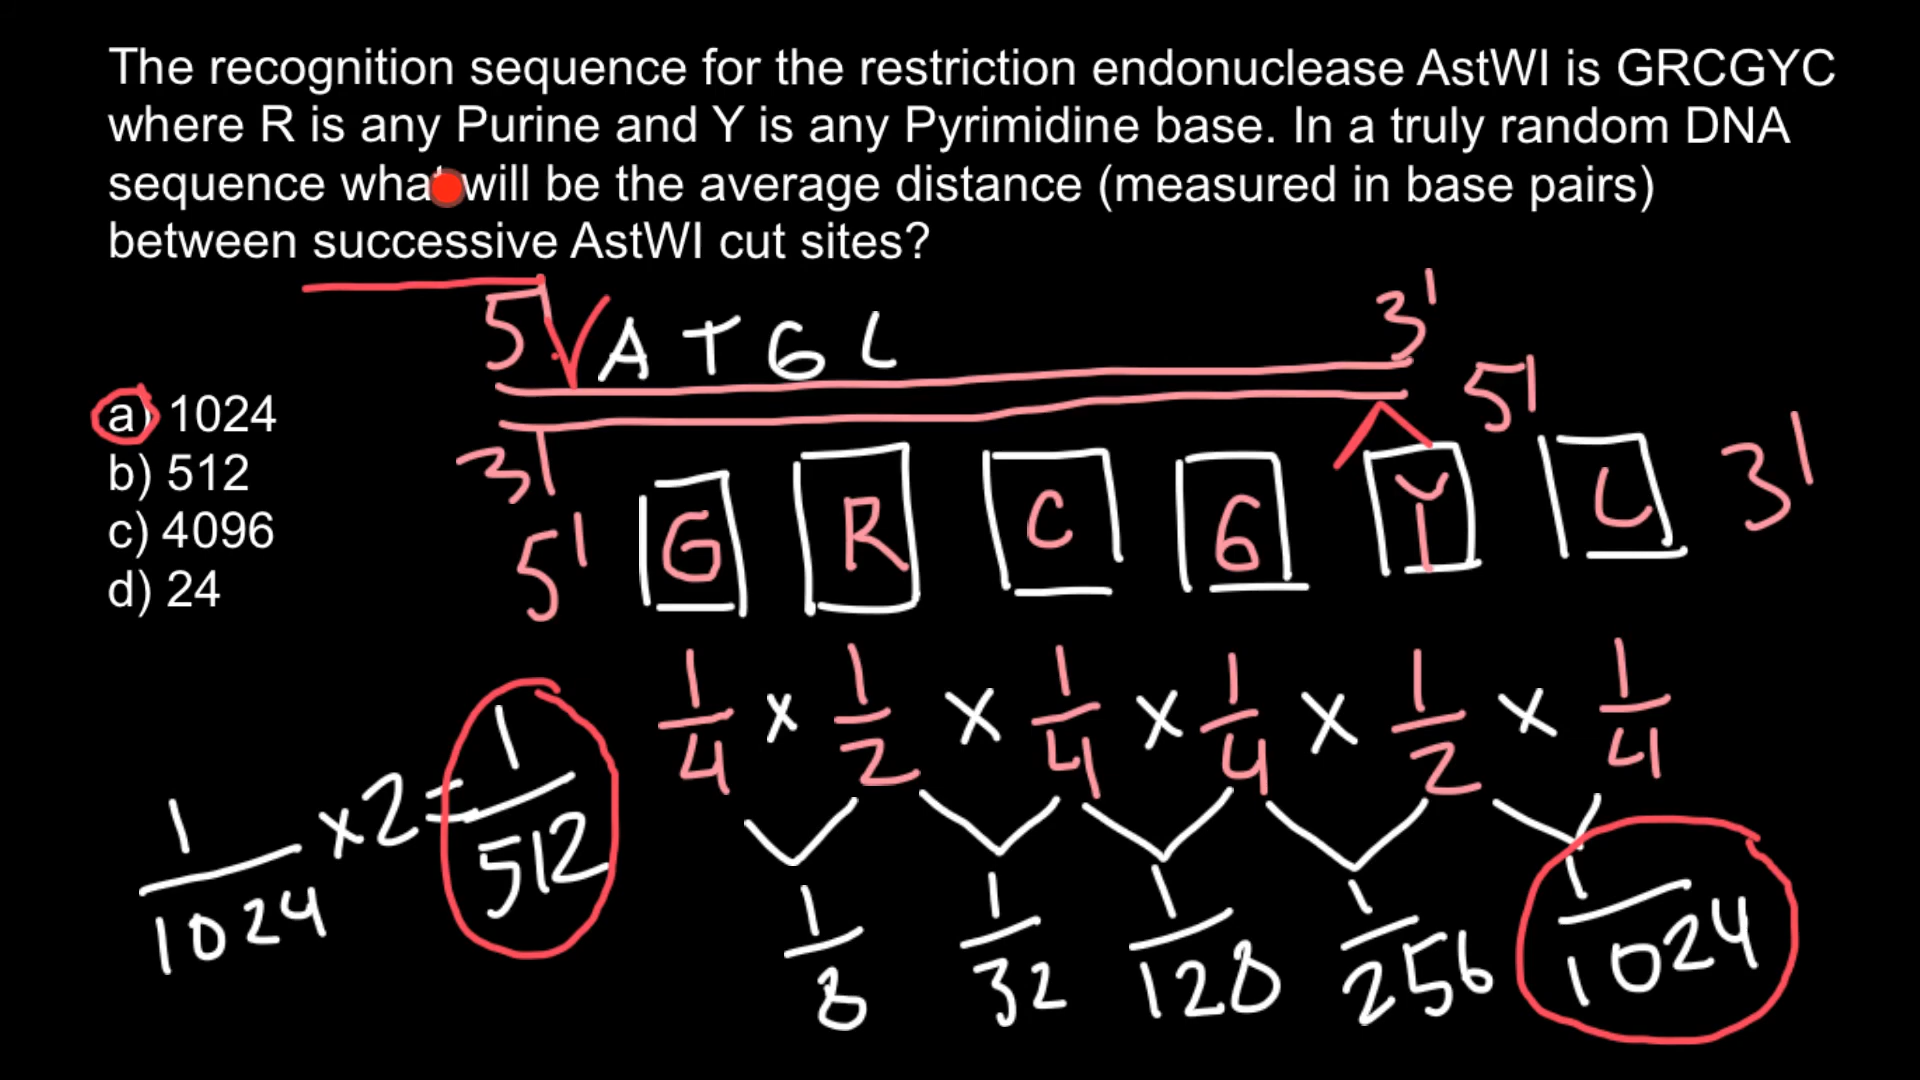 The recognition sequence for the restriction endonuclease AstWI is GRCGYC
where R is any Purine and Y is any Pyrimidine base. In a truly random DNA
sequence what will be the average distance (measured in base pairs)
between successive AstWI cut sites?
5' A T G C 3'
3' 5'
a) 1024
b) 512
c) 4096
d) 24
5' G R C G Y C 3'
1/4 x 1/2 x 1/4 x 1/4 x 1/2 x 1/4
1/8 1/32 1/128 1/256 1/1024
1/1024 x2 = 1/512